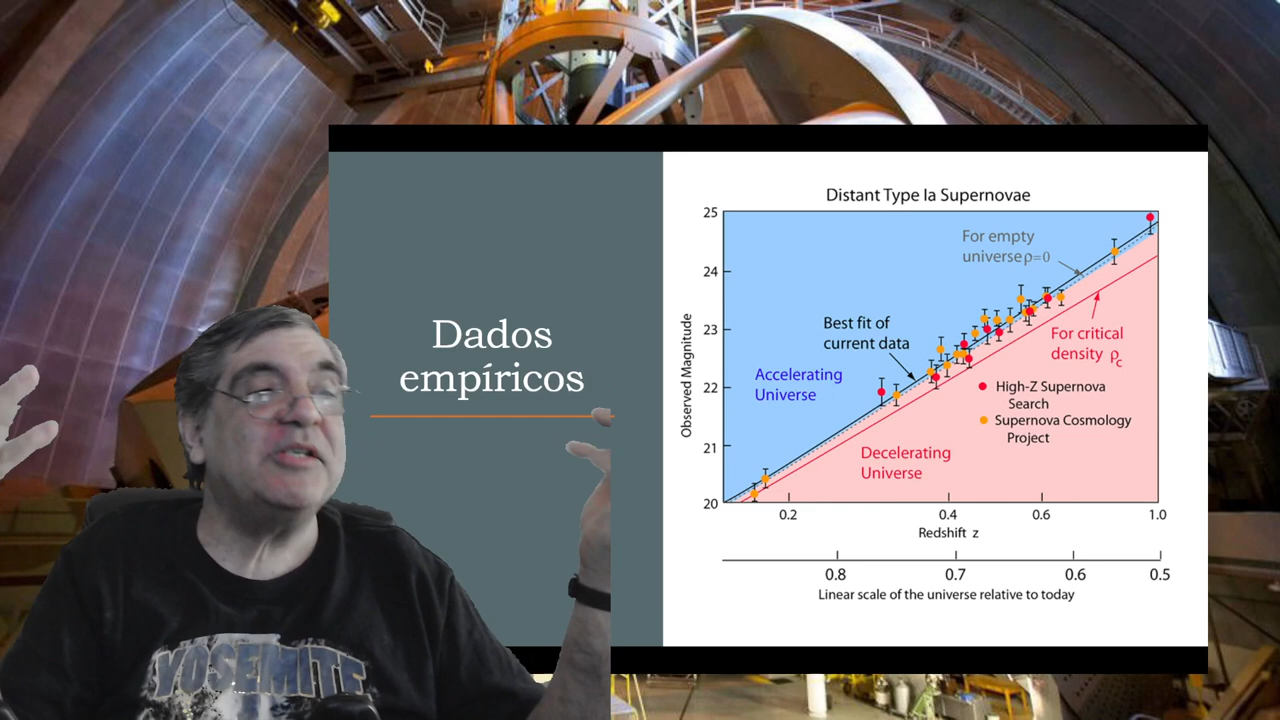 Dados
empíricos
Distant Type Ia Supernovae
25
24
23
22
21
20
Observed Magnitude
For empty
universe ρ=0
Best fit of
current data
Accelerating
Universe
For critical
density ρc
High-Z Supernova
Search
Supernova Cosmology
Project
Decelerating
Universe
0.2 0.4 0.6 1.0
Redshift z
0.8 0.7 0.6 0.5
Linear scale of the universe relative to today
YOSEMITE